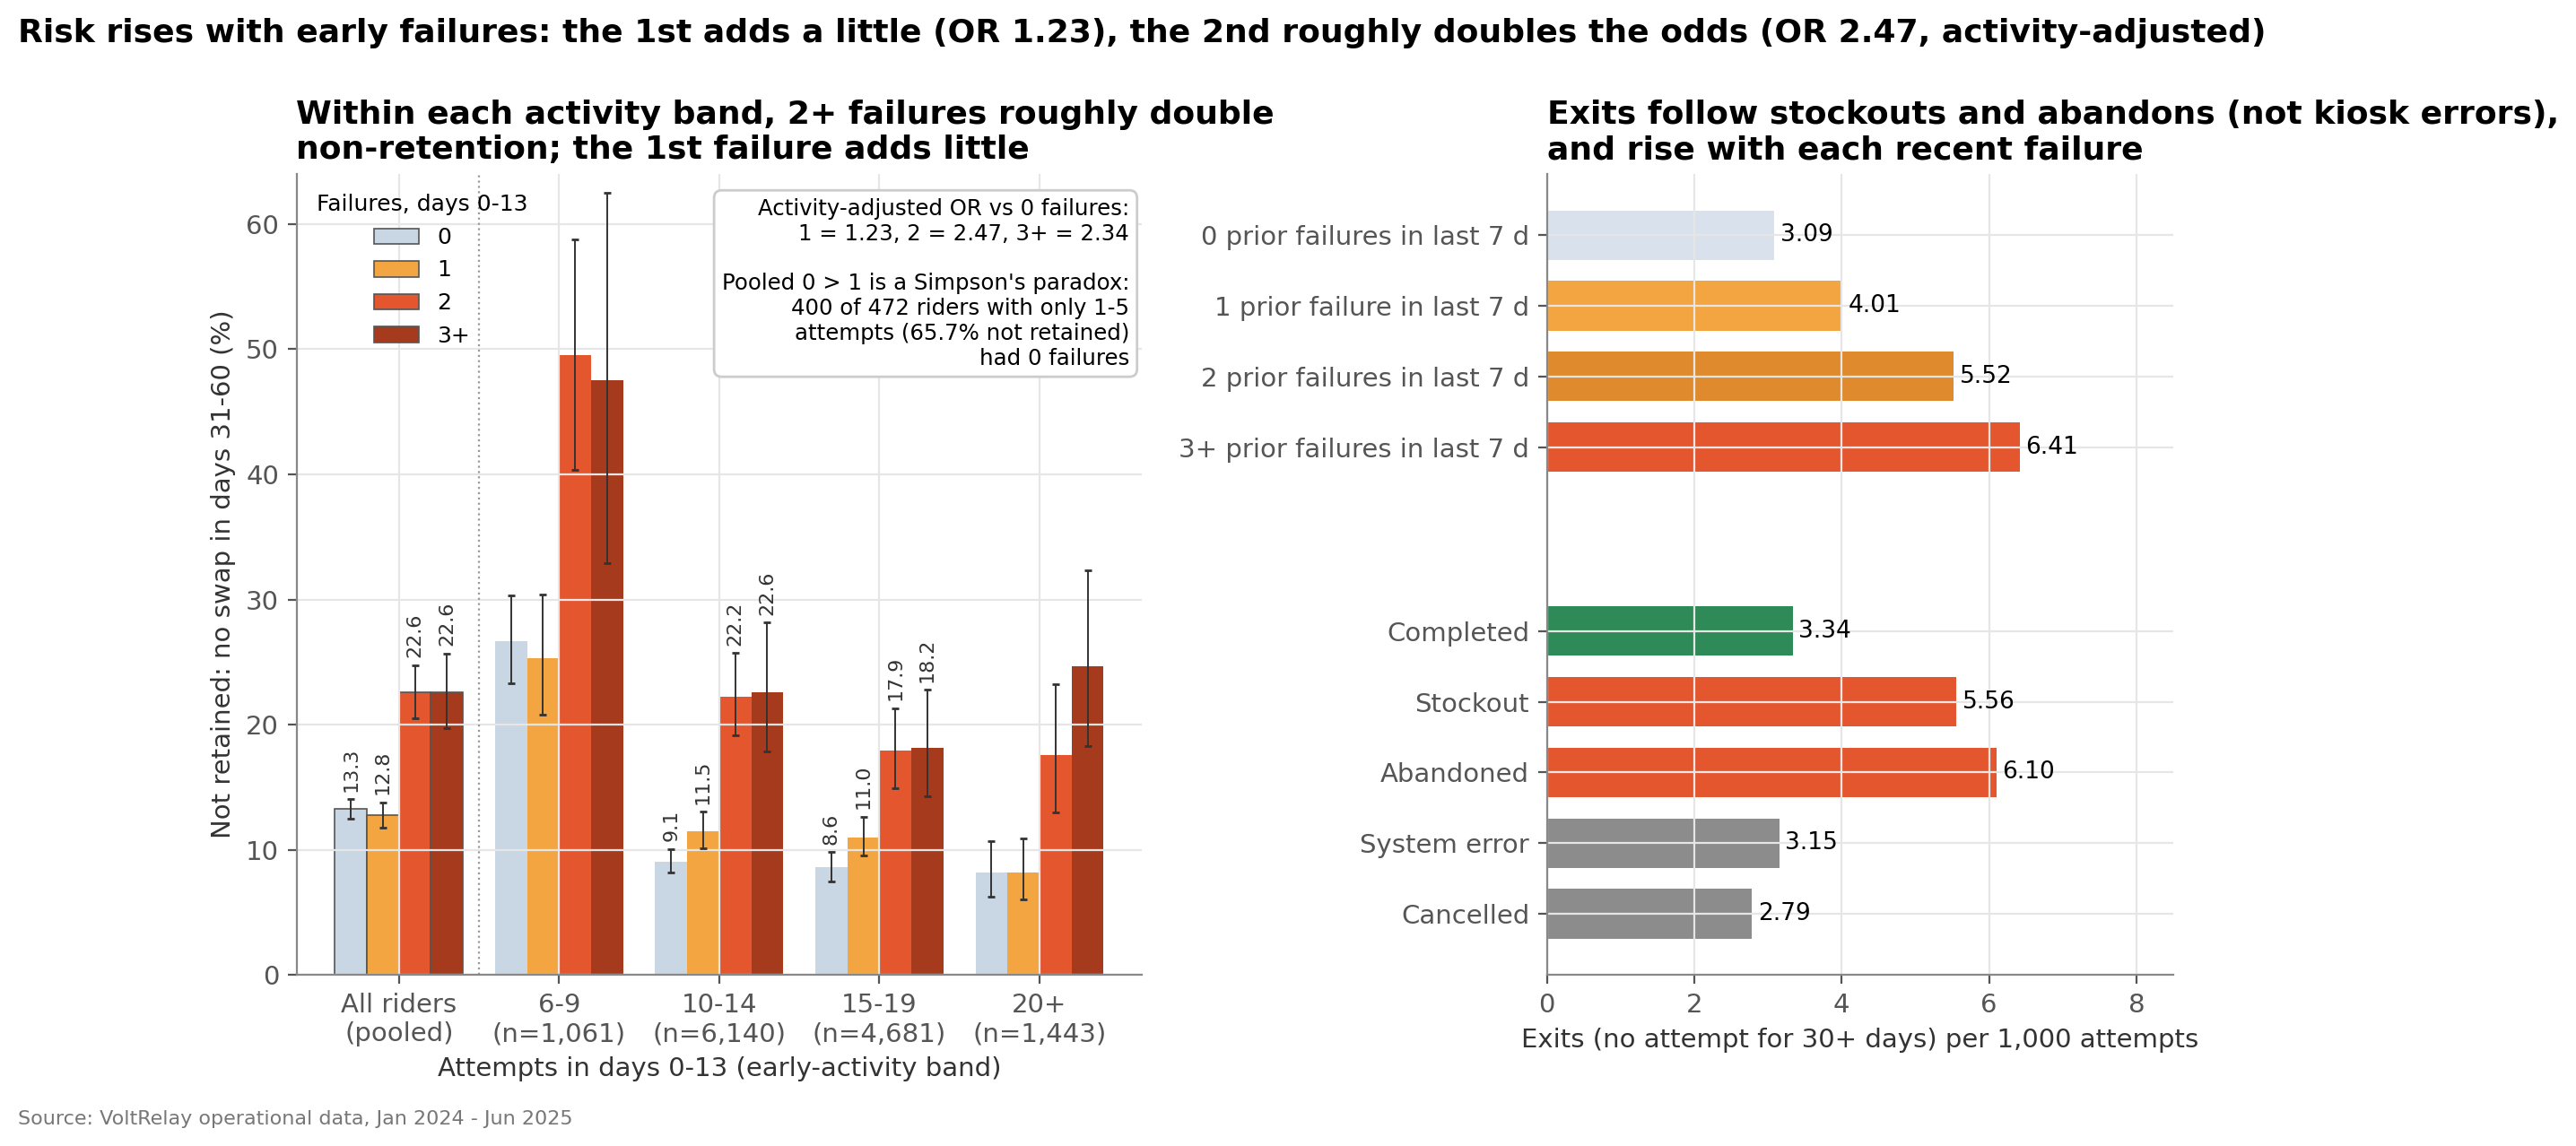 Risk rises with early failures: the 1st adds a little (OR 1.23), the 2nd roughly doubles the odds (OR 2.47, activity-adjusted)
Within each activity band, 2+ failures roughly double
non-retention; the 1st failure adds little
Not retained: no swap in days 31-60 (%)
60
50
40
30
20
10
0
Failures, days 0-13
0
1
2
3+
Activity-adjusted OR vs 0 failures:
1 = 1.23, 2 = 2.47, 3+ = 2.34
Pooled 0 > 1 is a Simpson's paradox:
400 of 472 riders with only 1-5
attempts (65.7% not retained)
had 0 failures
13.3
12.8
22.6
22.6
9.1
11.5
22.2
22.6
8.6
11.0
17.9
18.2
All riders
(pooled)
6-9
(n=1,061)
10-14
(n=6,140)
15-19
(n=4,681)
20+
(n=1,443)
Attempts in days 0-13 (early-activity band)
Exits follow stockouts and abandons (not kiosk errors),
and rise with each recent failure
0 prior failures in last 7 d
3.09
1 prior failure in last 7 d
4.01
2 prior failures in last 7 d
5.52
3+ prior failures in last 7 d
6.41
Completed
3.34
Stockout
5.56
Abandoned
6.10
System error
3.15
Cancelled
2.79
0
2
4
6
8
Exits (no attempt for 30+ days) per 1,000 attempts
Source: VoltRelay operational data, Jan 2024 - Jun 2025